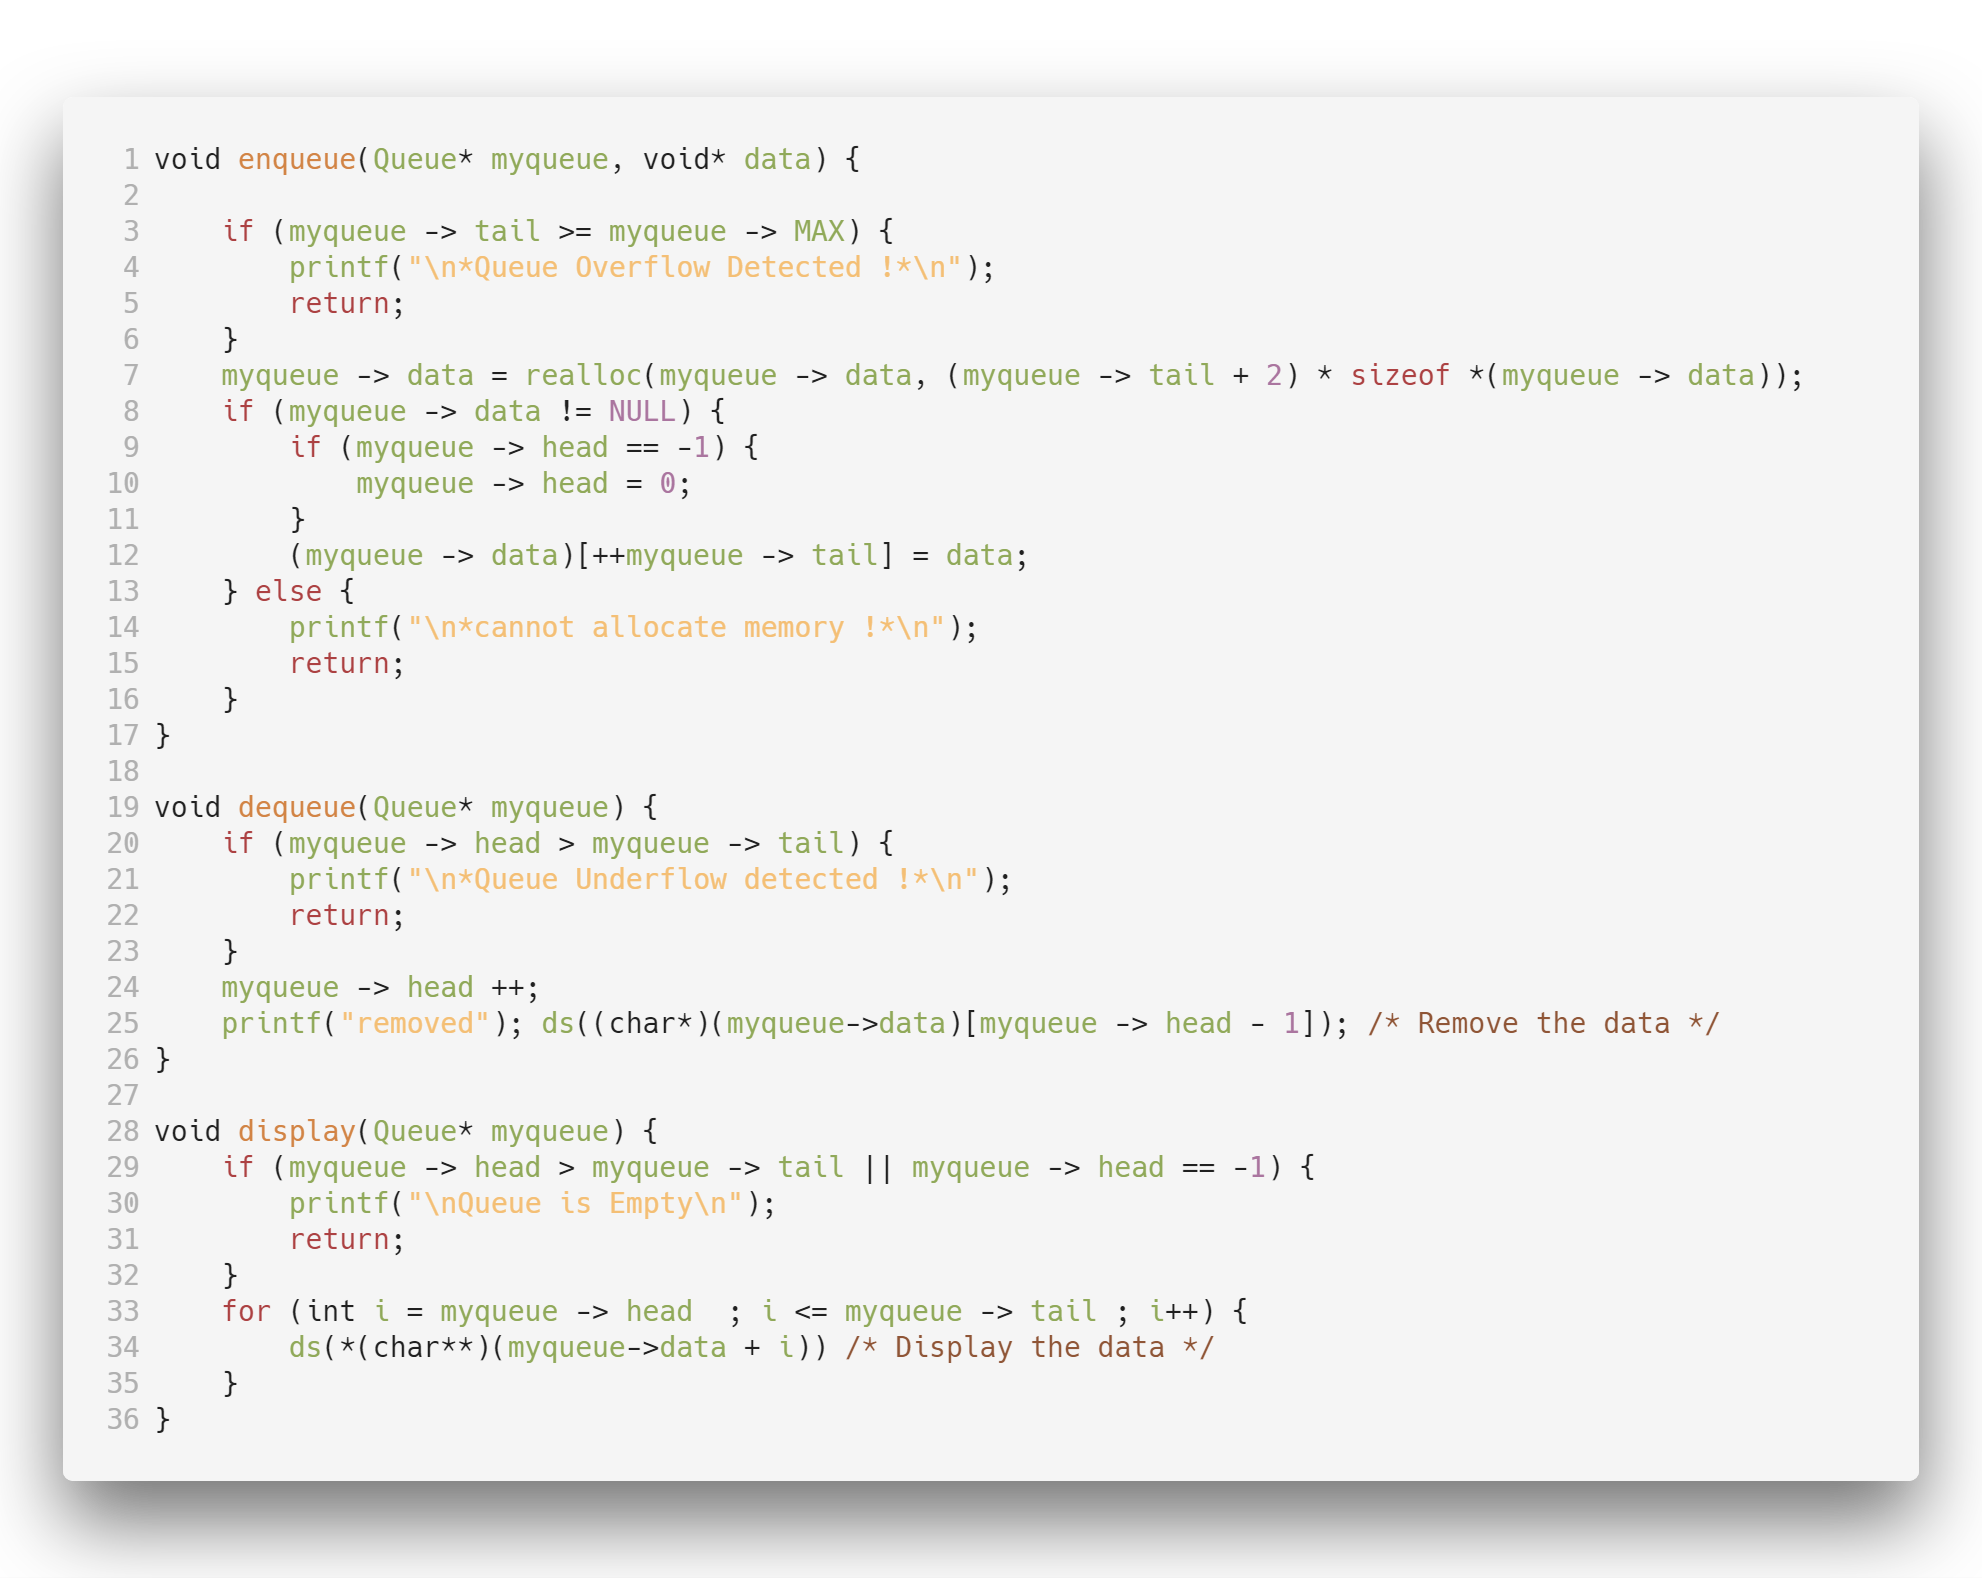 1 void enqueue(Queue* myqueue, void* data) {
2
3     if (myqueue -> tail >= myqueue -> MAX) {
4         printf("\n*Queue Overflow Detected !*\n");
5         return;
6     }
7     myqueue -> data = realloc(myqueue -> data, (myqueue -> tail + 2) * sizeof *(myqueue -> data));
8     if (myqueue -> data != NULL) {
9         if (myqueue -> head == -1) {
10             myqueue -> head = 0;
11         }
12         (myqueue -> data)[++myqueue -> tail] = data;
13     } else {
14         printf("\n*cannot allocate memory !*\n");
15         return;
16     }
17 }
18
19 void dequeue(Queue* myqueue) {
20     if (myqueue -> head > myqueue -> tail) {
21         printf("\n*Queue Underflow detected !*\n");
22         return;
23     }
24     myqueue -> head ++;
25     printf("removed"); ds((char*)(myqueue->data)[myqueue -> head - 1]); /* Remove the data */
26 }
27
28 void display(Queue* myqueue) {
29     if (myqueue -> head > myqueue -> tail || myqueue -> head == -1) {
30         printf("\nQueue is Empty\n");
31         return;
32     }
33     for (int i = myqueue -> head  ; i <= myqueue -> tail ; i++) {
34         ds(*(char**)(myqueue->data + i)) /* Display the data */
35     }
36 }